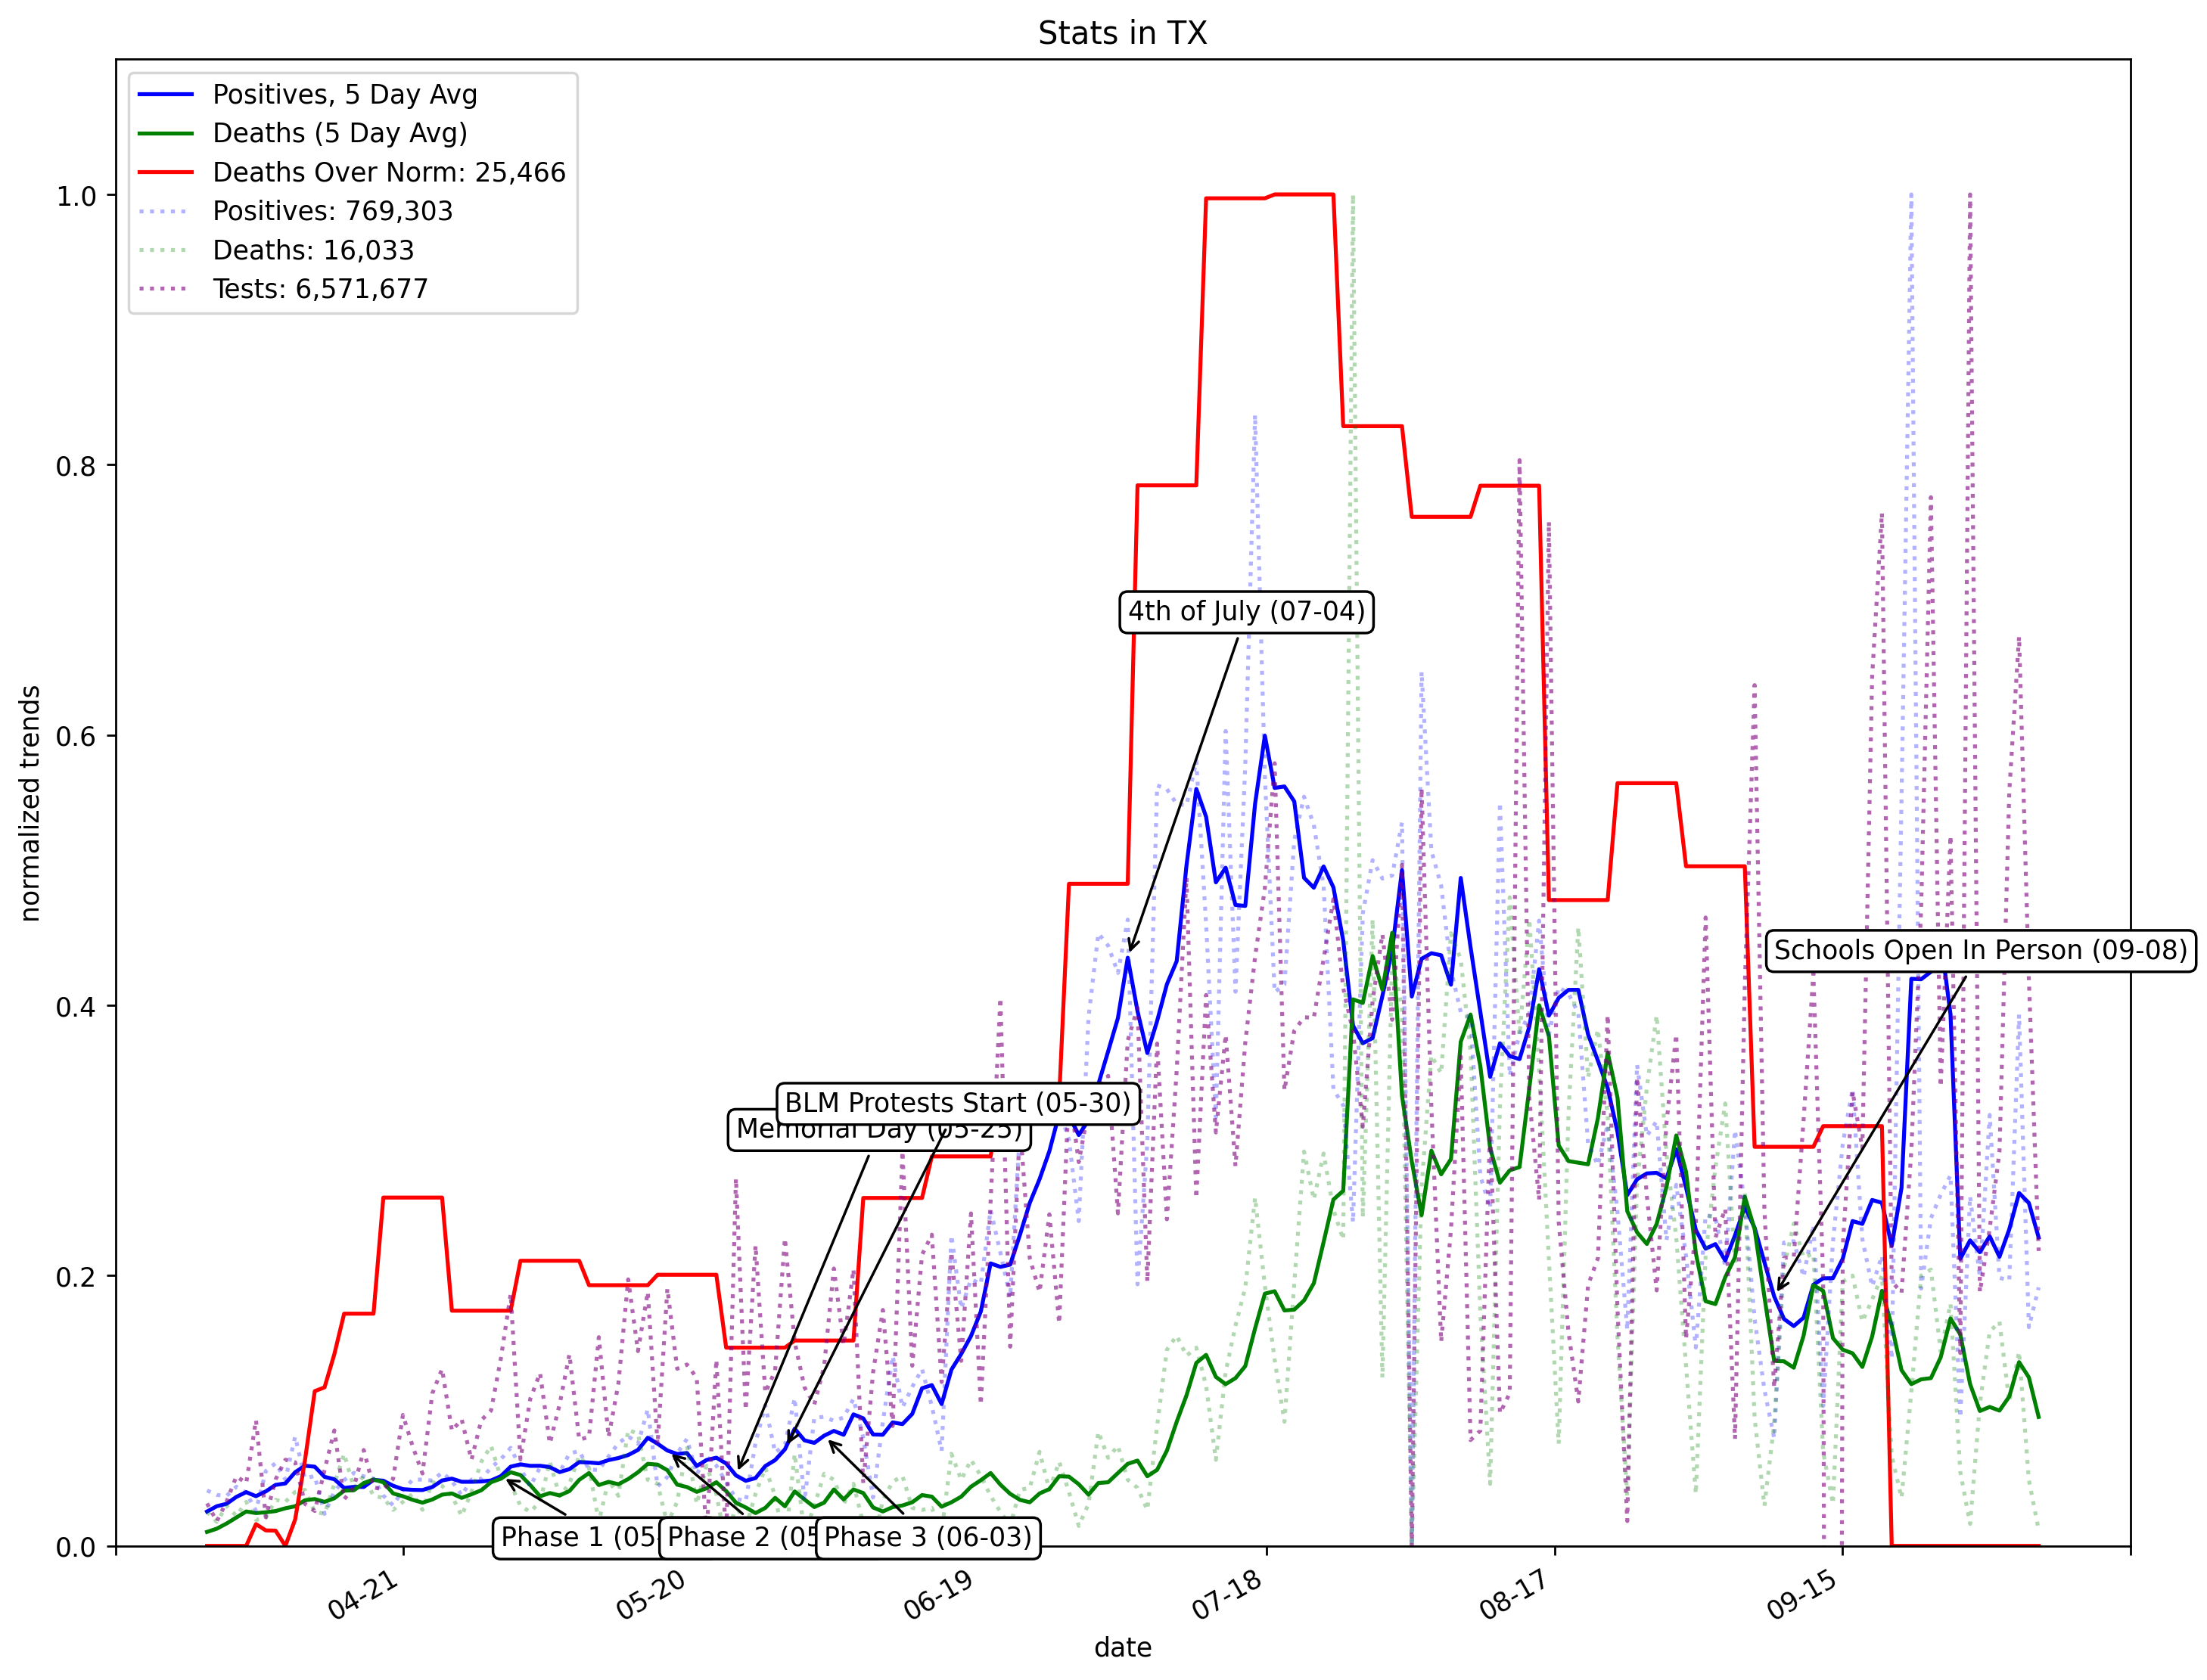 Stats in TX
Positives, 5 Day Avg
Deaths (5 Day Avg)
Deaths Over Norm: 25,466
Positives: 769,303
Deaths: 16,033
Tests: 6,571,677
1.0
0.8
0.6
0.4
0.2
0.0
normalized trends
4th of July (07-04)
Schools Open In Person (09-08)
BLM Protests Start (05-30)
Memorial Day (05-25)
Phase 1 (05-
Phase 2 (05
Phase 3 (06-03)
04-21
05-20
06-19
07-18
08-17
09-15
date